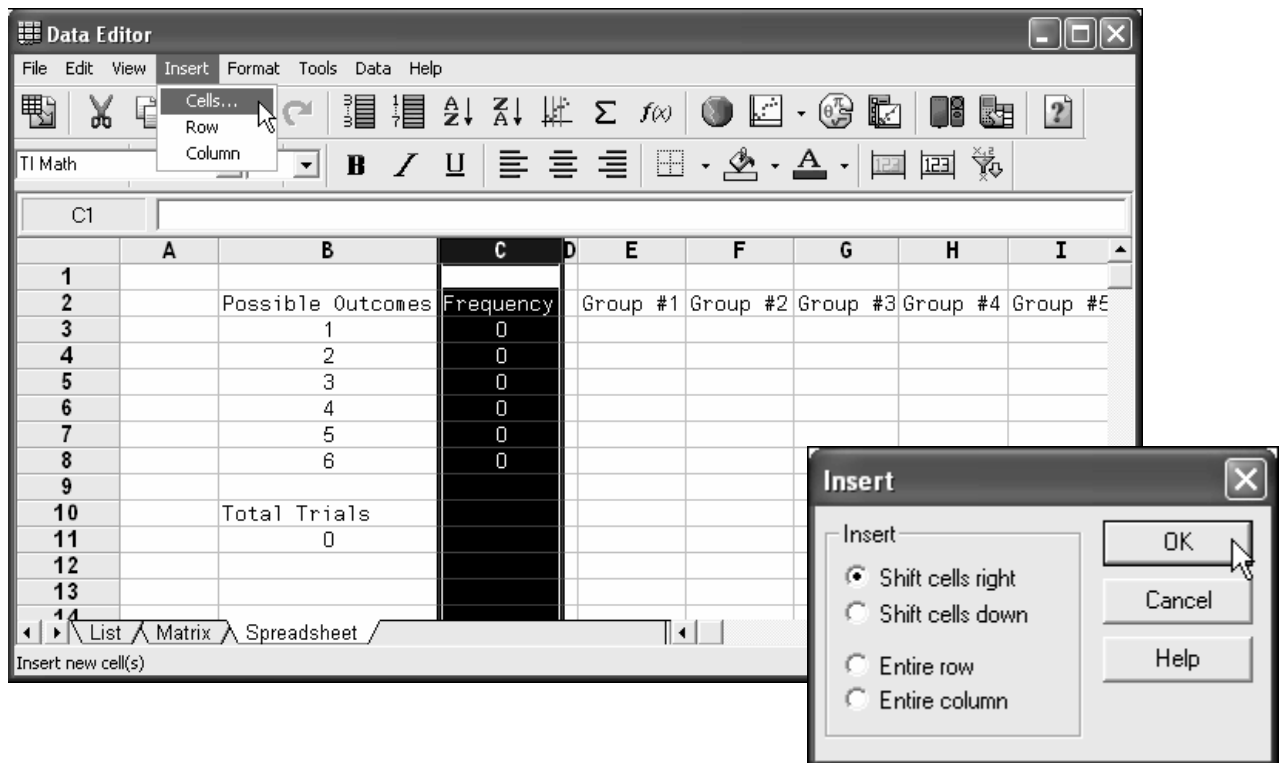 Data Editor
File Edit View Insert Format Tools Data Help
Cells...
Row
Column
TI Math
C1
A B C D E F G H I
1
2 Possible Outcomes Frequency Group #1 Group #2 Group #3 Group #4 Group #5
3 1 0
4 2 0
5 3 0
6 4 0
7 5 0
8 6 0
9
10 Total Trials
11 0
12
13
14
List Matrix Spreadsheet
Insert new cell(s)
Insert
Insert
Shift cells right
Shift cells down
Entire row
Entire column
OK
Cancel
Help